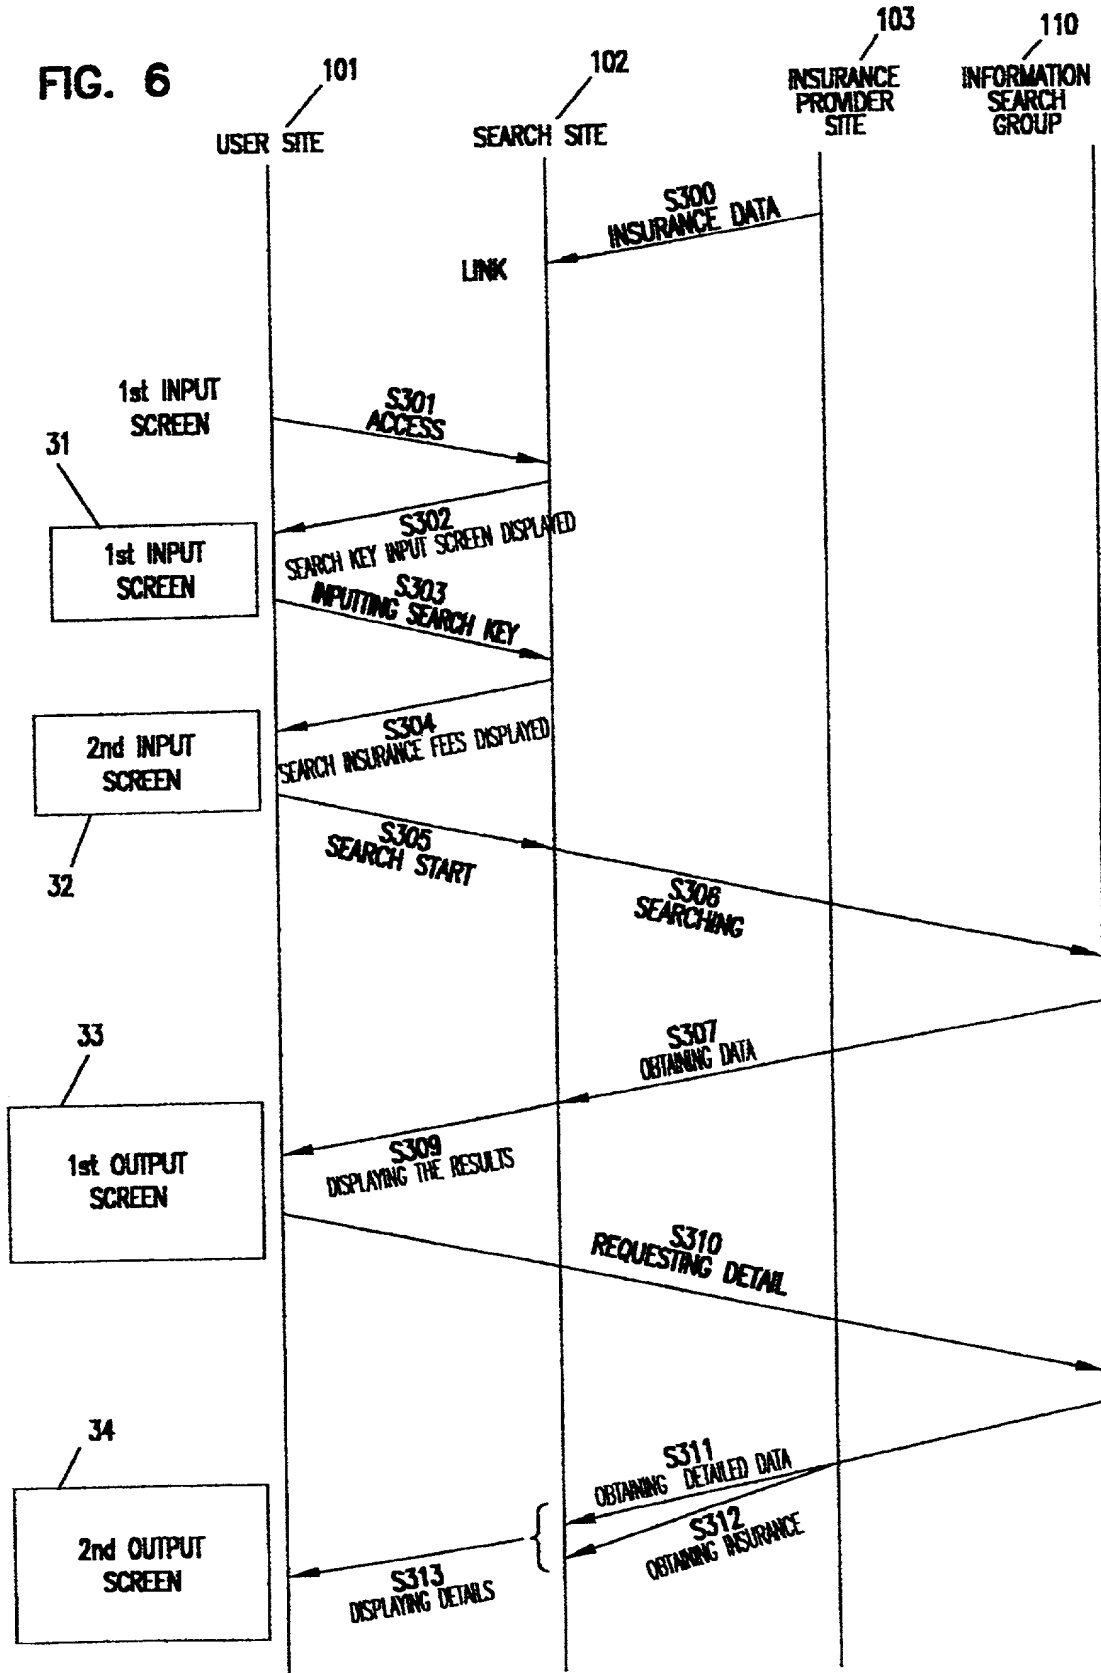 FIG. 6
101
102
103
110
USER SITE
SEARCH SITE
INSURANCE
PROVIDER
SITE
INFORMATION
SEARCH
GROUP
S300
INSURANCE DATA
LINK
1st INPUT
SCREEN
S301
ACCESS
31
1st INPUT
SCREEN
S302
SEARCH KEY INPUT SCREEN DISPLAYED
S303
INPUTTING SEARCH KEY
2nd INPUT
SCREEN
S304
SEARCH INSURANCE FEES DISPLAYED
32
S305
SEARCH START
S306
SEARCHING
33
S307
OBTAINING DATA
1st OUTPUT
SCREEN
S309
DISPLAYING THE RESULTS
S310
REQUESTING DETAIL
34
S311
OBTAINING DETAILED DATA
S312
OBTAINING INSURANCE
2nd OUTPUT
SCREEN
S313
DISPLAYING DETAILS